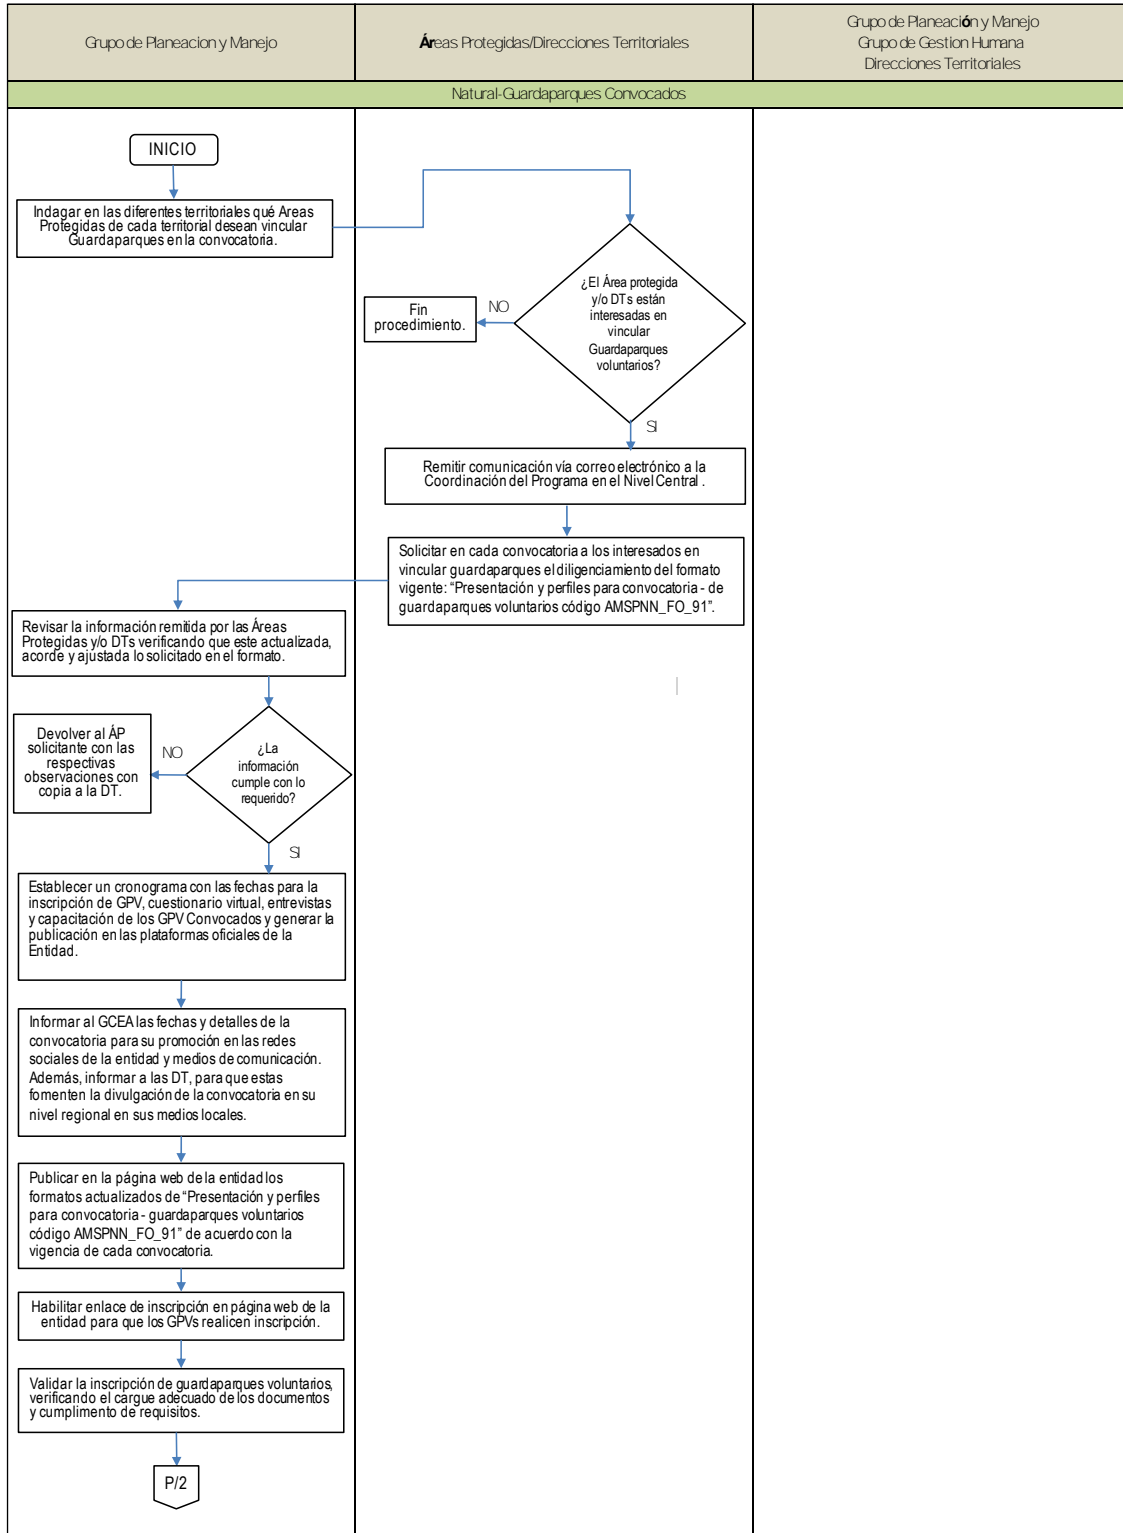 Grupo de Planeacion y Manejo
Áreas Protegidas/Direcciones Territoriales
Grupo de Planeación y Manejo
Grupo de Gestion Humana
Direcciones Territoriales
Natural-Guardaparques Convocados
INICIO
Indagar en las diferentes territoriales qué Areas
Protegidas de cada territorial desean vincular
Guardaparques en la convocatoria.
¿El Área protegida
y/o DTs están
interesadas en
vincular
Guardaparques
voluntarios?
NO
Fin
procedimiento.
SI
Remitir comunicación vía correo electrónico a la
Coordinación del Programa en el Nivel Central .
Solicitar en cada convocatoria a los interesados en
vincular guardaparques el diligenciamiento del formato
vigente: “Presentación y perfiles para convocatoria - de
guardaparques voluntarios código AMSPNN_FO_91”.
Revisar la información remitida por las Áreas
Protegidas y/o DTs verificando que este actualizada,
acorde y ajustada lo solicitado en el formato.
¿La
información
cumple con lo
requerido?
NO
Devolver al ÁP
solicitante con las
respectivas
observaciones con
copia a la DT.
SI
Establecer un cronograma con las fechas para la
inscripción de GPV, cuestionario virtual, entrevistas
y capacitación de los GPV Convocados y generar la
publicación en las plataformas oficiales de la
Entidad.
Informar al GCEA las fechas y detalles de la
convocatoria para su promoción en las redes
sociales de la entidad y medios de comunicación.
Además, informar a las DT, para que estas
fomenten la divulgación de la convocatoria en su
nivel regional en sus medios locales.
Publicar en la página web de la entidad los
formatos actualizados de “Presentación y perfiles
para convocatoria - guardaparques voluntarios
código AMSPNN_FO_91” de acuerdo con la
vigencia de cada convocatoria.
Habilitar enlace de inscripción en página web de la
entidad para que los GPVs realicen inscripción.
Validar la inscripción de guardaparques voluntarios,
verificando el cargue adecuado de los documentos
y cumplimento de requisitos.
P/2